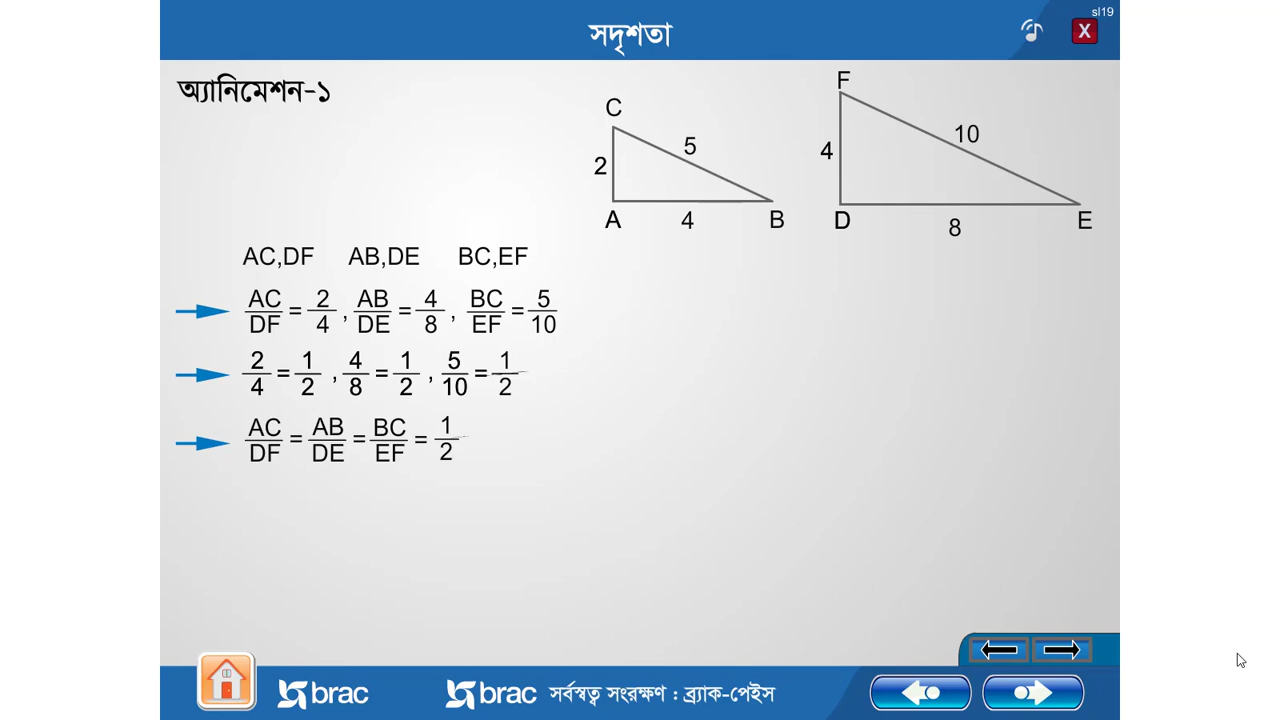 sl19
সদৃশতা
X
অ্যানিমেশন-১
C
5
2
A
4
B
F
10
4
D
8
E
AC,DF AB,DE BC,EF
AC/DF = 2/4 , AB/DE = 4/8 , BC/EF = 5/10
2/4 = 1/2 , 4/8 = 1/2 , 5/10 = 1/2
AC/DF = AB/DE = BC/EF = 1/2
brac brac সর্বস্বত্ব সংরক্ষণ : ব্র্যাক-পেইস